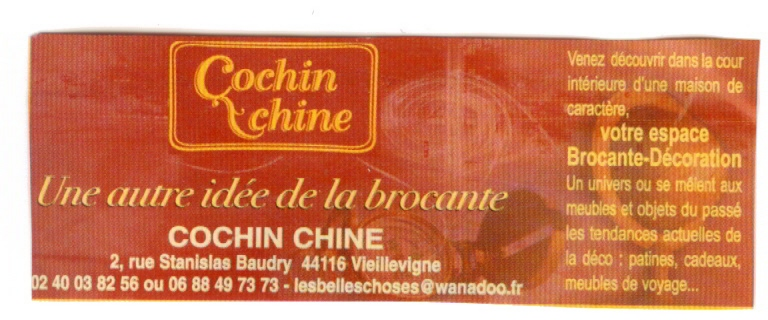 Cochin
chine
Une autre idée de la brocante
COCHIN CHINE
2, rue Stanislas Baudry 44116 Vieillevigne
02 40 03 82 56 ou 06 88 49 73 73 - lesbelleschoses@wanadoo.fr
Venez découvrir dans la cour
intérieure d'une maison de
caractère,
votre espace
Brocante-Décoration
Un univers ou se mêlent aux
meubles et objets du passé
les tendances actuelles de
la déco : patines, cadeaux,
meubles de voyage...